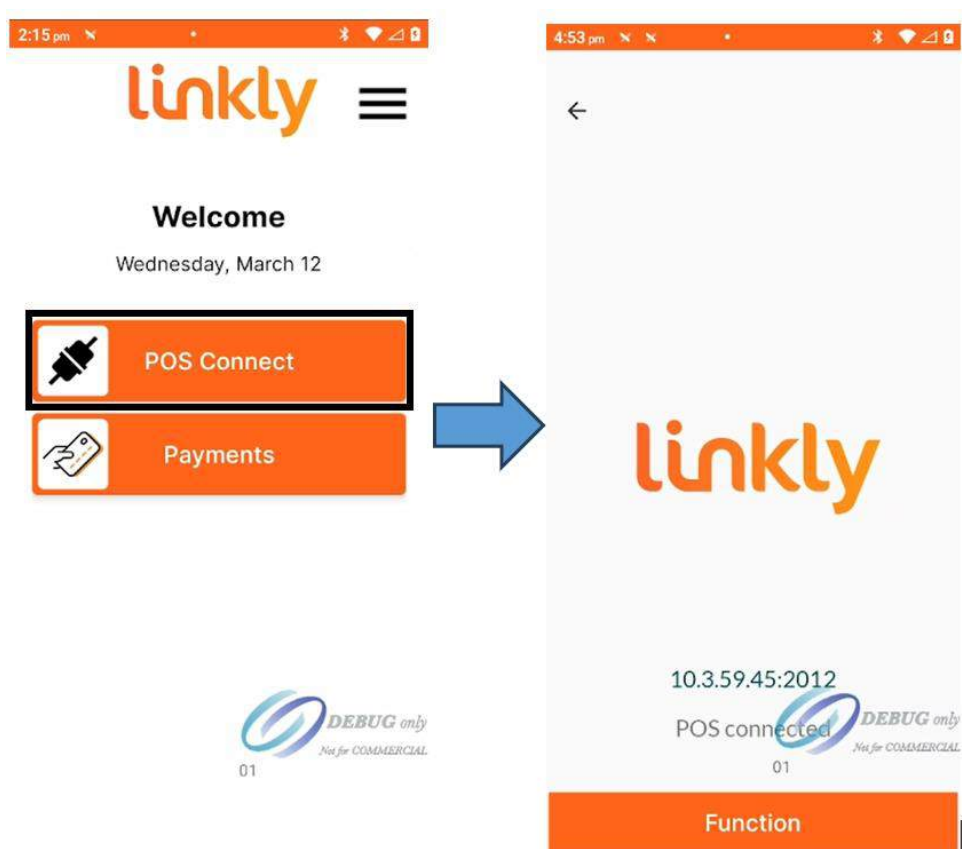 2:15 pm
linkly
Welcome
Wednesday, March 12
POS Connect
Payments
DEBUG only
Not for COMMERCIAL
01
4:53 pm
linkly
10.3.59.45:2012
POS connected
DEBUG only
Not for COMMERCIAL
01
Function